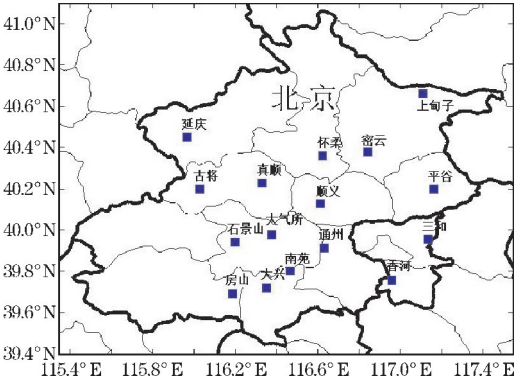 41.0°N
40.8°N
40.6°N
40.4°N
40.2°N
40.0°N
39.8°N
39.6°N
39.4°N
北京
上甸子
延庆
怀柔
密云
古将
真顺
顺义
平谷
石景山
大气所
通州
三和
房山
大兴
南苑
香河
115.4°E
115.8°E
116.2°E
116.6°E
117.0°E
117.4°E